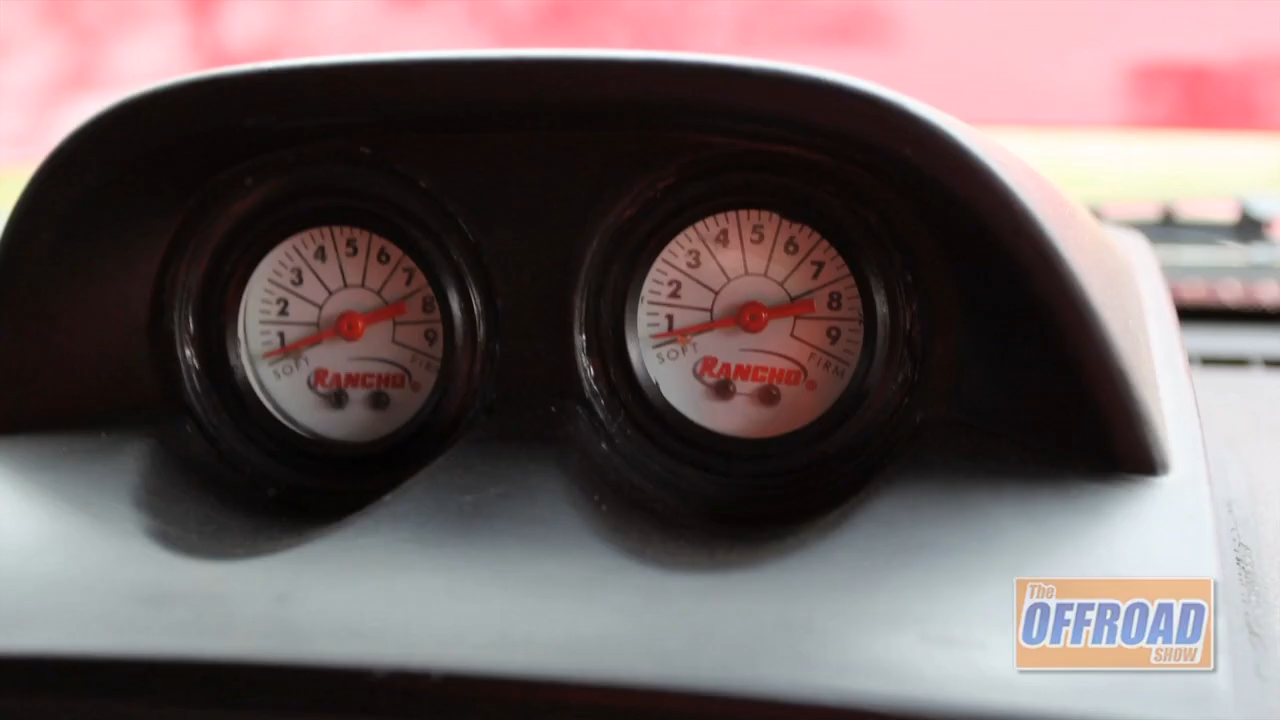 1 2 3 4 5 6 7 8 9
SOFT FIRM
RANCHO®
1 2 3 4 5 6 7 8 9
SOFT FIRM
RANCHO®
The
OFFROAD
SHOW